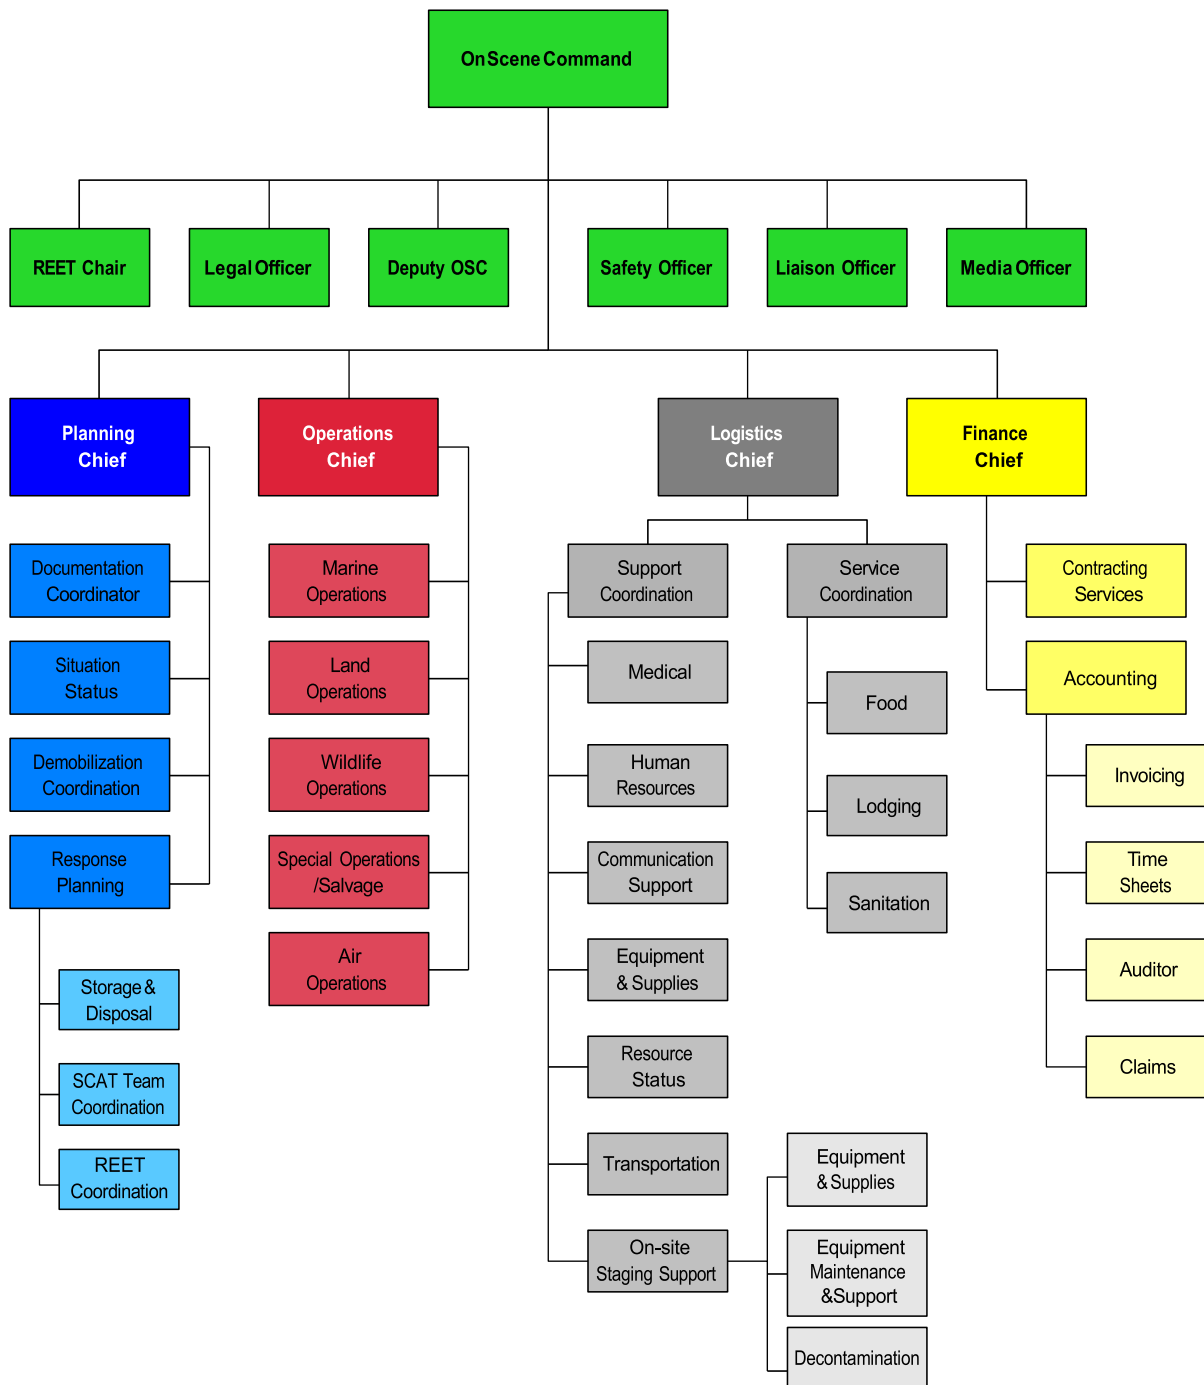 On Scene Command
REET Chair
Legal Officer
Deputy OSC
Safety Officer
Liaison Officer
Media Officer
Planning
Chief
Operations
Chief
Logistics
Chief
Finance
Chief
Documentation
Coordinator
Situation
Status
Demobilization
Coordination
Response
Planning
Storage &
Disposal
SCAT Team
Coordination
REET
Coordination
Marine
Operations
Land
Operations
Wildlife
Operations
Special Operations
/Salvage
Air
Operations
Support
Coordination
Medical
Human
Resources
Communication
Support
Equipment
& Supplies
Resource
Status
Transportation
On-site
Staging Support
Equipment
& Supplies
Equipment
Maintenance
&Support
Decontamination
Service
Coordination
Food
Lodging
Sanitation
Contracting
Services
Accounting
Invoicing
Time
Sheets
Auditor
Claims